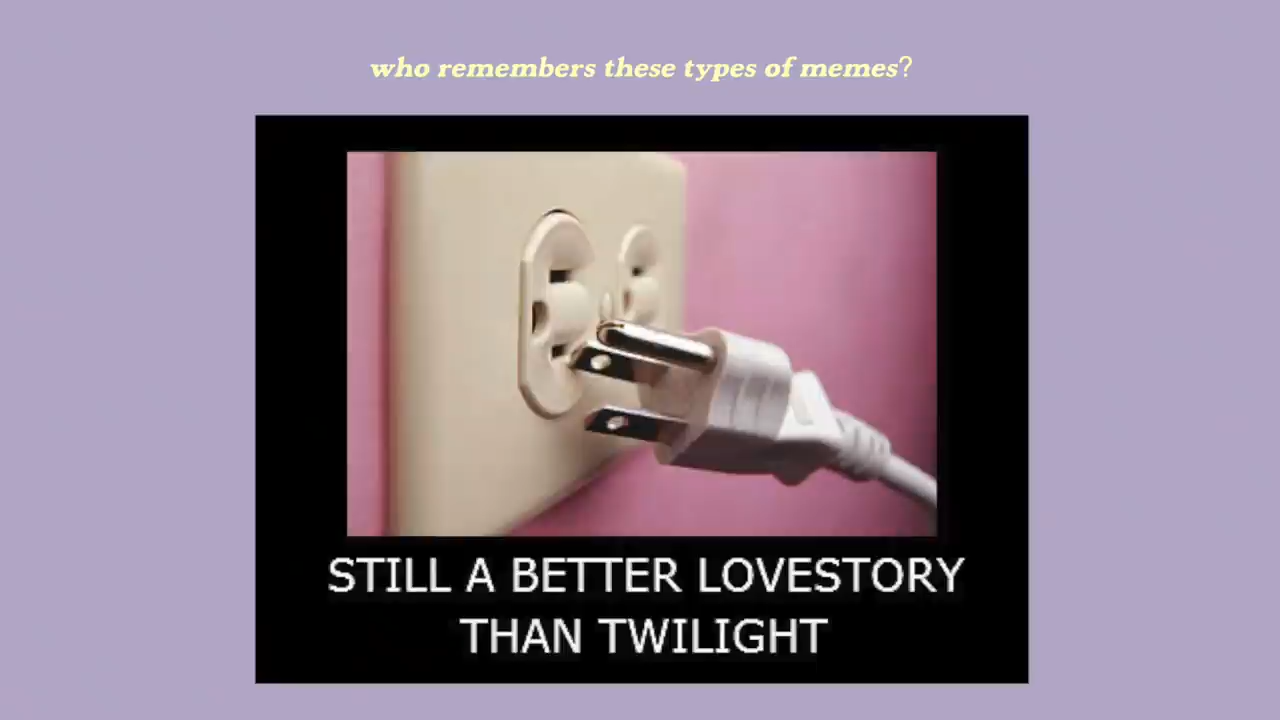 who remembers these types of memes?
STILL A BETTER LOVESTORY
THAN TWILIGHT